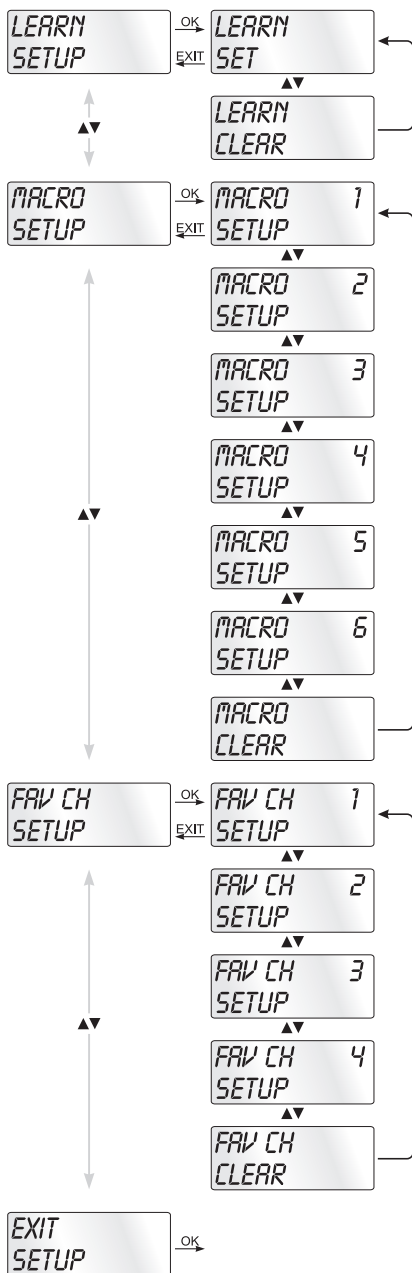 LEARN OK LEARN
SETUP EXIT SET
▲▼
▲▼ LEARN
CLEAR
MACRO OK MACRO 1
SETUP EXIT SETUP
▲▼
MACRO 2
SETUP
▲▼
MACRO 3
SETUP
▲▼
MACRO 4
SETUP
▲▼
▲▼
MACRO 5
SETUP
▲▼
MACRO 6
SETUP
▲▼
MACRO
CLEAR
FAV CH OK FAV CH 1
SETUP EXIT SETUP
▲▼
FAV CH 2
SETUP
▲▼
FAV CH 3
SETUP
▲▼
▲▼
FAV CH 4
SETUP
▲▼
FAV CH
CLEAR
EXIT OK
SETUP